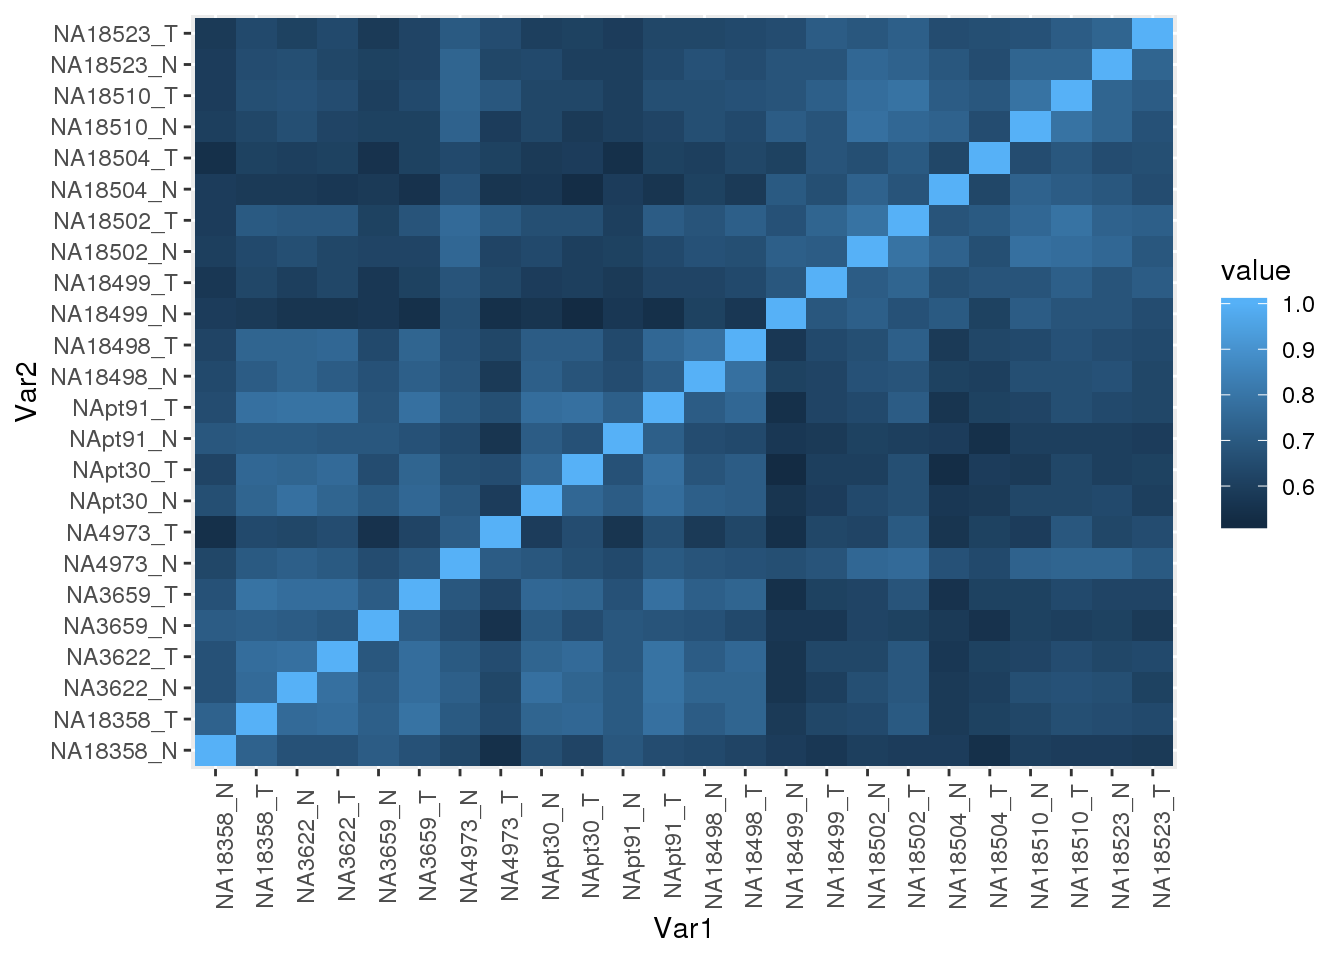 NA18523_T
NA18523_N
NA18510_T
NA18510_N
NA18504_T
NA18504_N
NA18502_T
NA18502_N
NA18499_T
NA18499_N
NA18498_T
NA18498_N
NApt91_T
NApt91_N
NApt30_T
NApt30_N
NA4973_T
NA4973_N
NA3659_T
NA3659_N
NA3622_T
NA3622_N
NA18358_T
NA18358_N
Var2
NA18358_N
NA18358_T
NA3622_N
NA3622_T
NA3659_N
NA3659_T
NA4973_N
NA4973_T
NApt30_N
NApt30_T
NApt91_N
NApt91_T
NA18498_N
NA18498_T
NA18499_N
NA18499_T
NA18502_N
NA18502_T
NA18504_N
NA18504_T
NA18510_N
NA18510_T
NA18523_N
NA18523_T
Var1
value
1.0
0.9
0.8
0.7
0.6